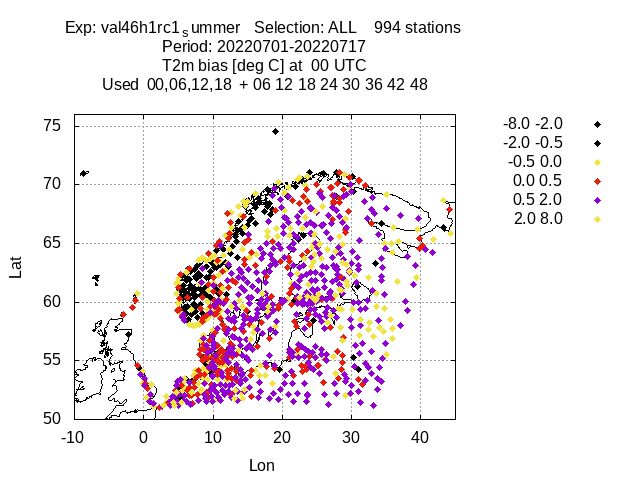 Exp: val46h1rc1summer   Selection: ALL    994 stations
Period: 20220701-20220717
T2m bias [deg C] at  00 UTC
Used  00,06,12,18  + 06 12 18 24 30 36 42 48
-8.0 -2.0
-2.0 -0.5
-0.5 0.0
0.0 0.5
0.5 2.0
2.0 8.0
75
70
65
60
55
50
Lat
-10 0 10 20 30 40
Lon